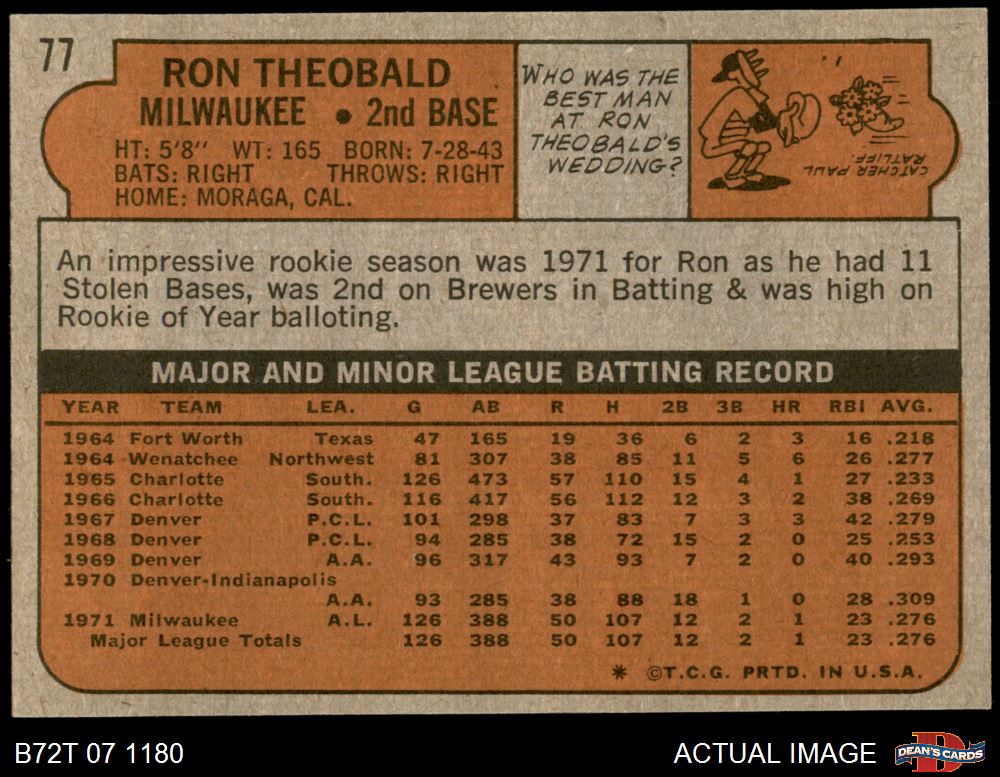 77
RON THEOBALD
MILWAUKEE • 2nd BASE
HT: 5'8" WT: 165 BORN: 7-28-43
BATS: RIGHT THROWS: RIGHT
HOME: MORAGA, CAL.
WHO WAS THE
BEST MAN
AT RON
THEOBALD'S
WEDDING?
CATCHER PAUL
RATLIFF.
An impressive rookie season was 1971 for Ron as he had 11
Stolen Bases, was 2nd on Brewers in Batting & was high on
Rookie of Year balloting.
MAJOR AND MINOR LEAGUE BATTING RECORD
YEAR TEAM LEA. G AB R H 2B 3B HR RBI AVG.
1964 Fort Worth Texas 47 165 19 36 6 2 3 16 .218
1964 Wenatchee Northwest 81 307 38 85 11 5 6 26 .277
1965 Charlotte South. 126 473 57 110 15 4 1 27 .233
1966 Charlotte South. 116 417 56 112 12 3 2 38 .269
1967 Denver P.C.L. 101 298 37 83 7 3 3 42 .279
1968 Denver P.C.L. 94 285 38 72 15 2 0 25 .253
1969 Denver A.A. 96 317 43 93 7 2 0 40 .293
1970 Denver-Indianapolis
A.A. 93 285 38 88 18 1 0 28 .309
1971 Milwaukee A.L. 126 388 50 107 12 2 1 23 .276
Major League Totals 126 388 50 107 12 2 1 23 .276
* ©T.C.G. PRTD. IN U.S.A.
B72T 07 1180
ACTUAL IMAGE
DEAN'S CARDS